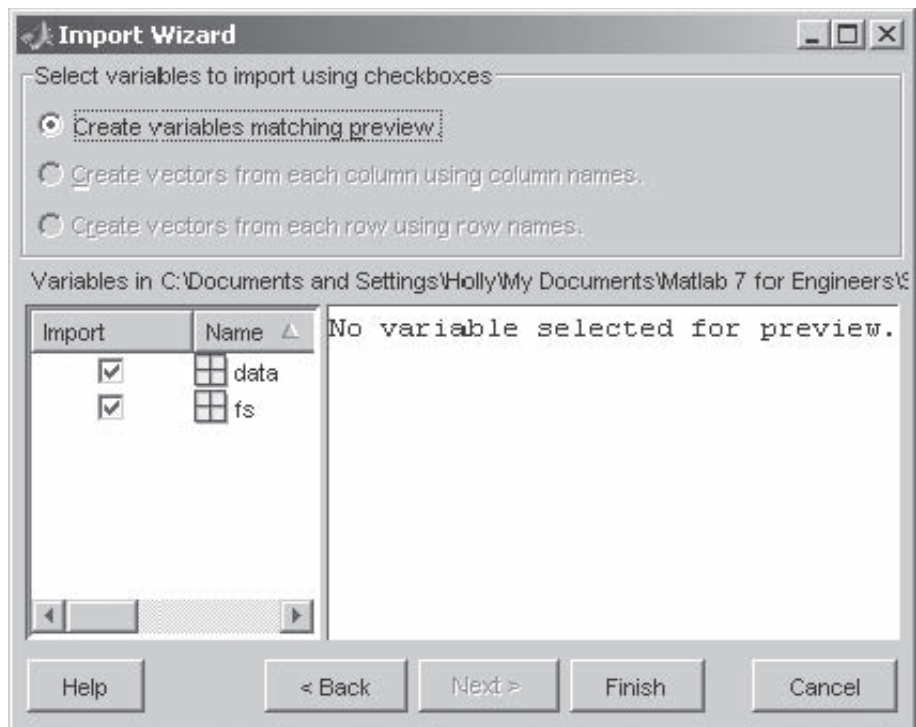 Import Wizard
Select variables to import using checkboxes
Create variables matching preview.
Create vectors from each column using column names.
Create vectors from each row using row names.
Variables in C:\Documents and Settings\Holly\My Documents\Matlab 7 for Engineers\S
Import Name
No variable selected for preview.
data
fs
Help < Back Next > Finish Cancel